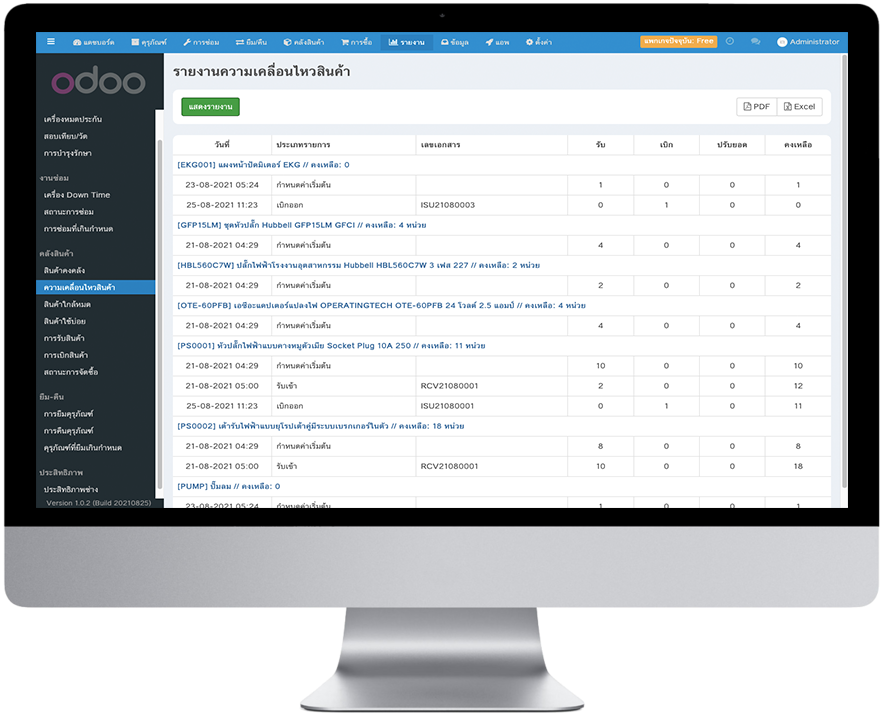 แดชบอร์ด ครุภัณฑ์ การซ่อม ยืม/คืน คลังสินค้า การซื้อ รายงาน ข้อมูล แอพ ตั้งค่า แพกเกจปัจจุบัน: Free Administrator
odoo
เครื่องหมดประกัน
สอบเทียบ/วัด
การบำรุงรักษา
งานซ่อม
เครื่อง Down Time
สถานะการซ่อม
การซ่อมที่เกินกำหนด
คลังสินค้า
สินค้าคงคลัง
ความเคลื่อนไหวสินค้า
สินค้าใกล้หมด
สินค้าใช้บ่อย
การรับสินค้า
การเบิกสินค้า
สถานะการจัดซื้อ
ยืม-คืน
การยืมครุภัณฑ์
การคืนครุภัณฑ์
ครุภัณฑ์ที่ยืมเกินกำหนด
ประสิทธิภาพ
ประสิทธิภาพช่าง
Version 1.0.2 (Build 20210825)
รายงานความเคลื่อนไหวสินค้า
แสดงรายงาน PDF Excel
วันที่ ประเภทรายการ เลขเอกสาร รับ เบิก ปรับยอด คงเหลือ
[EKG001] แผงหน้าปัดมิเตอร์ EKG // คงเหลือ: 0
23-08-2021 05:24 กำหนดค่าเริ่มต้น 1 0 0 1
25-08-2021 11:23 เบิกออก ISU21080003 0 1 0 0
[GFP15LM] ชุดหัวปลั๊ก Hubbell GFP15LM GFCI // คงเหลือ: 4 หน่วย
21-08-2021 04:29 กำหนดค่าเริ่มต้น 4 0 0 4
[HBL560C7W] ปลั๊กไฟฟ้าโรงงานอุตสาหกรรม Hubbell HBL560C7W 3 เฟส 227 // คงเหลือ: 2 หน่วย
21-08-2021 04:29 กำหนดค่าเริ่มต้น 2 0 0 2
[OTE-60PFB] เอซีอะแดปเตอร์แปลงไฟ OPERATINGTECH OTE-60PFB 24 โวลต์ 2.5 แอมป์ // คงเหลือ: 4 หน่วย
21-08-2021 04:29 กำหนดค่าเริ่มต้น 4 0 0 4
[PS0001] หัวปลั๊กไฟฟ้าแบบคางหมูตัวเมีย Socket Plug 10A 250 // คงเหลือ: 11 หน่วย
21-08-2021 04:29 กำหนดค่าเริ่มต้น 10 0 0 10
21-08-2021 05:00 รับเข้า RCV21080001 2 0 0 12
25-08-2021 11:23 เบิกออก ISU21080001 0 1 0 11
[PS0002] เต้ารับไฟฟ้าแบบยุโรปเต้าคู่มีระบบเบรกเกอร์ในตัว // คงเหลือ: 18 หน่วย
21-08-2021 04:29 กำหนดค่าเริ่มต้น 8 0 0 8
21-08-2021 05:00 รับเข้า RCV21080001 10 0 0 18
[PUMP] ปั๊มลม // คงเหลือ: 0
23-08-2021 05:24 กำหนดค่าเริ่มต้น 1 0 0 1